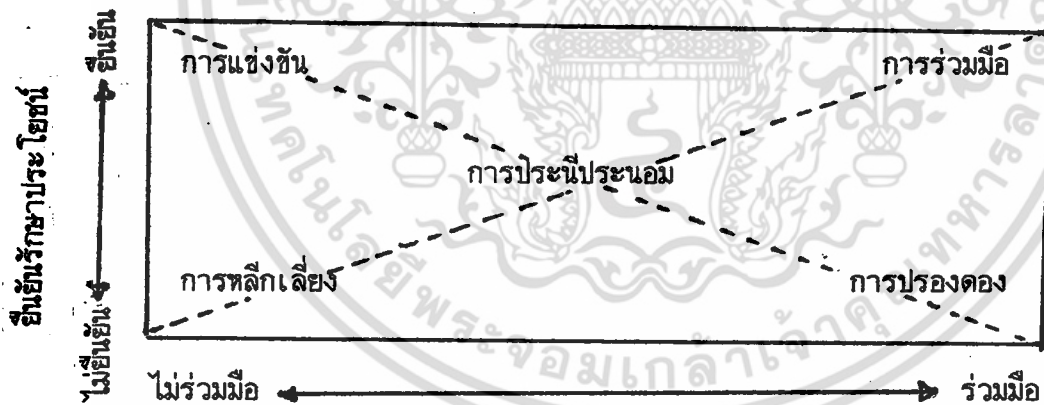 ยืนยันรักษาประโยชน์
ยืนยัน
ไม่ยืนยัน
การแข่งขัน
การร่วมมือ
การประนีประนอม
การหลีกเลี่ยง
การปรองดอง
ไม่ร่วมมือ
ร่วมมือ